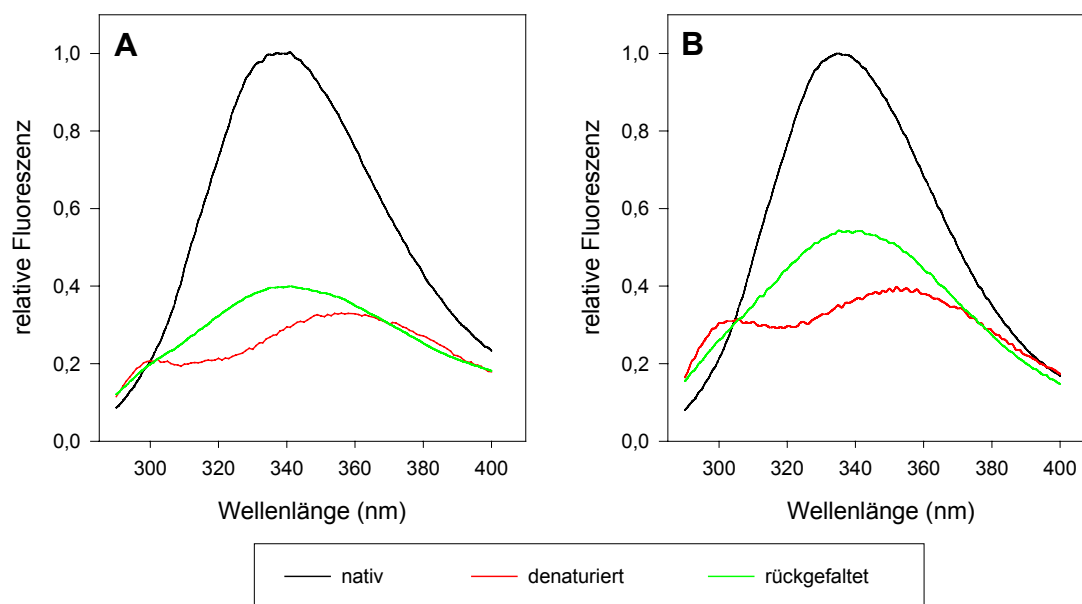 A
B
relative Fluoreszenz
1,0
0,8
0,6
0,4
0,2
0,0
300 320 340 360 380 400
Wellenlänge (nm)
relative Fluoreszenz
1,0
0,8
0,6
0,4
0,2
0,0
300 320 340 360 380 400
Wellenlänge (nm)
nativ denaturiert rückgefaltet